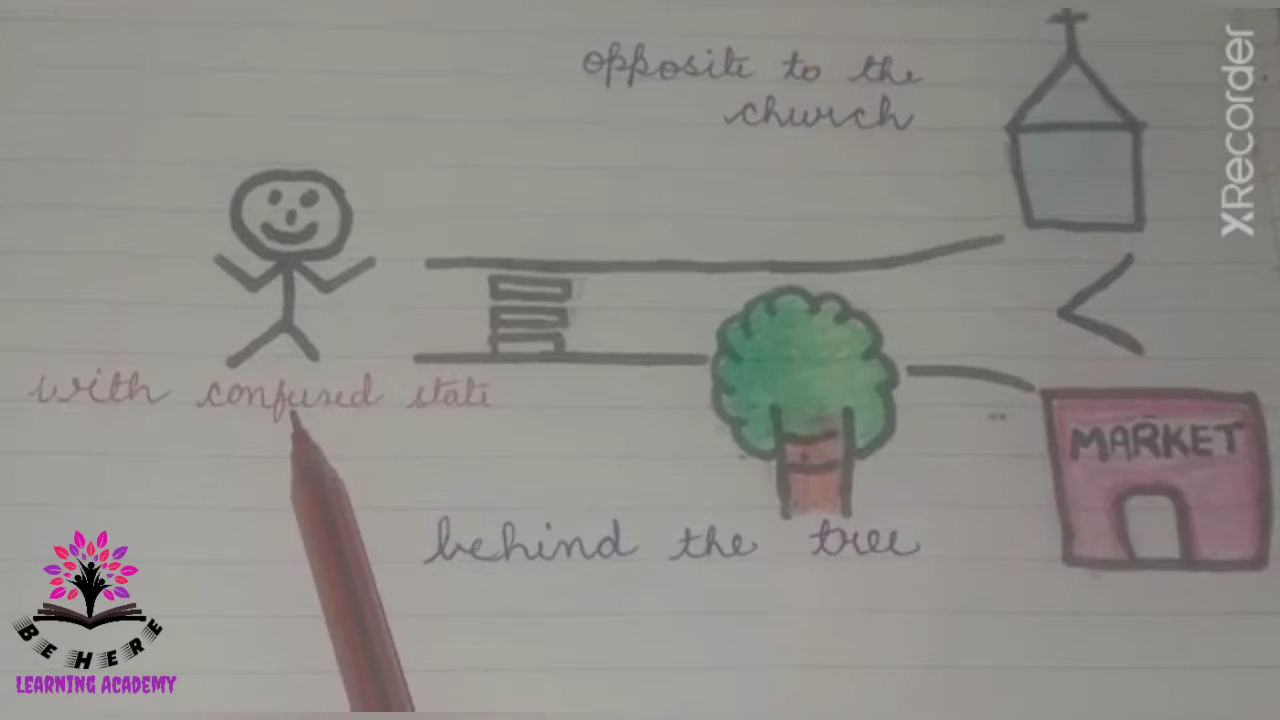 opposite to the
church
XRecorder
with confused state
MARKET
behind the tree
BE HERE
LEARNING ACADEMY